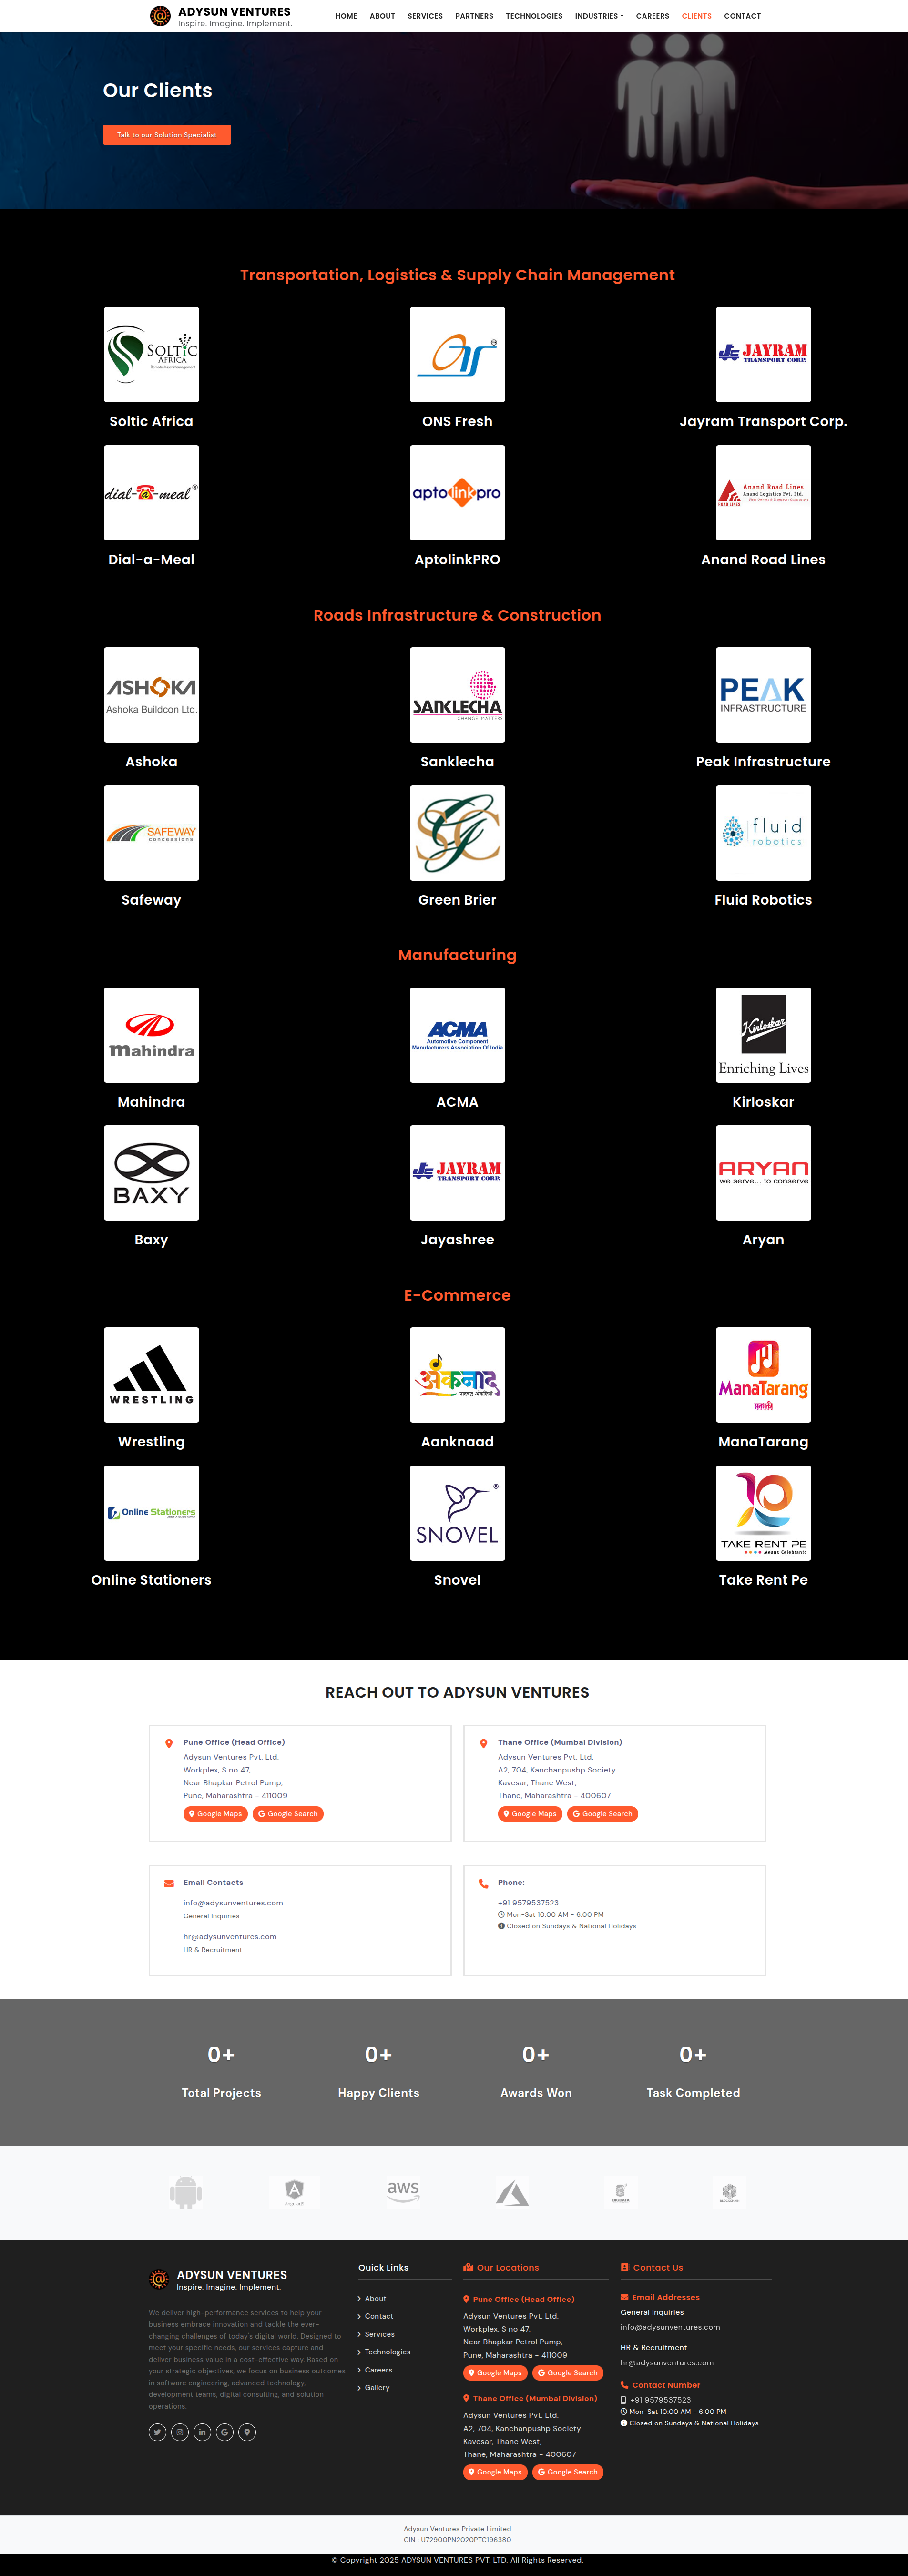 ADYSUN VENTURES
Inspire. Imagine. Implement.
HOME ABOUT SERVICES PARTNERS TECHNOLOGIES INDUSTRIES CAREERS CLIENTS CONTACT
Our Clients
Talk to our Solution Specialist
Transportation, Logistics & Supply Chain Management
SOLTIC
AFRICA
Remote Asset Management
OTS
JAYRAM
TRANSPORT CORP.
Soltic Africa
ONS Fresh
Jayram Transport Corp.
dial-a-meal®
aptolinkpro
Anand Road Lines
Anand Logistics Pvt. Ltd.
ROAD LINES
Dial-a-Meal
AptolinkPRO
Anand Road Lines
Roads Infrastructure & Construction
ASHOKA
Ashoka Buildcon Ltd.
SANKLECHA
CHANGE MATTERS
PEAK
INFRASTRUCTURE
Ashoka
Sanklecha
Peak Infrastructure
SAFEWAY
concessions
fluid
robotics
Safeway
Green Brier
Fluid Robotics
Manufacturing
mahindra
ACMA
Automotive Component
Manufacturers Association Of India
Kirloskar
Enriching Lives
Mahindra
ACMA
Kirloskar
BAXY
JAYRAM
TRANSPORT CORP.
ARYAN
we serve... to conserve
Baxy
Jayashree
Aryan
E-Commerce
WRESTLING
अंकनाद
ManaTarang
Wrestling
Aanknaad
ManaTarang
Online Stationers
SNOVEL
TAKE RENT PE
Means Celebrante
Online Stationers
Snovel
Take Rent Pe
REACH OUT TO ADYSUN VENTURES
Pune Office (Head Office)
Adysun Ventures Pvt. Ltd.
Workplex, S no 47,
Near Bhapkar Petrol Pump,
Pune, Maharashtra - 411009
Google Maps Google Search
Thane Office (Mumbai Division)
Adysun Ventures Pvt. Ltd.
A2, 704, Kanchanpushp Society
Kavesar, Thane West,
Thane, Maharashtra - 400607
Google Maps Google Search
Email Contacts
info@adysunventures.com
General Inquiries
hr@adysunventures.com
HR & Recruitment
Phone:
+91 9579537523
Mon-Sat 10:00 AM - 6:00 PM
Closed on Sundays & National Holidays
0+ 0+ 0+ 0+
Total Projects Happy Clients Awards Won Task Completed
aws
ADYSUN VENTURES
Inspire. Imagine. Implement.
We deliver high-performance services to help your
business embrace innovation and tackle the ever-
changing challenges of today's digital world. Designed to
meet your specific needs, our services capture and
deliver business value in a cost-effective way. Based on
your strategic objectives, we focus on business outcomes
in software engineering, advanced technology,
development teams, digital consulting, and solution
operations.
Quick Links
About
Contact
Services
Technologies
Careers
Gallery
Our Locations
Pune Office (Head Office)
Adysun Ventures Pvt. Ltd.
Workplex, S no 47,
Near Bhapkar Petrol Pump,
Pune, Maharashtra - 411009
Google Maps Google Search
Thane Office (Mumbai Division)
Adysun Ventures Pvt. Ltd.
A2, 704, Kanchanpushp Society
Kavesar, Thane West,
Thane, Maharashtra - 400607
Google Maps Google Search
Contact Us
Email Addresses
General Inquiries
info@adysunventures.com
HR & Recruitment
hr@adysunventures.com
Contact Number
+91 9579537523
Mon-Sat 10:00 AM - 6:00 PM
Closed on Sundays & National Holidays
Adysun Ventures Private Limited
CIN : U72900PN2020PTC196380
© Copyright 2025 ADYSUN VENTURES PVT. LTD. All Rights Reserved.